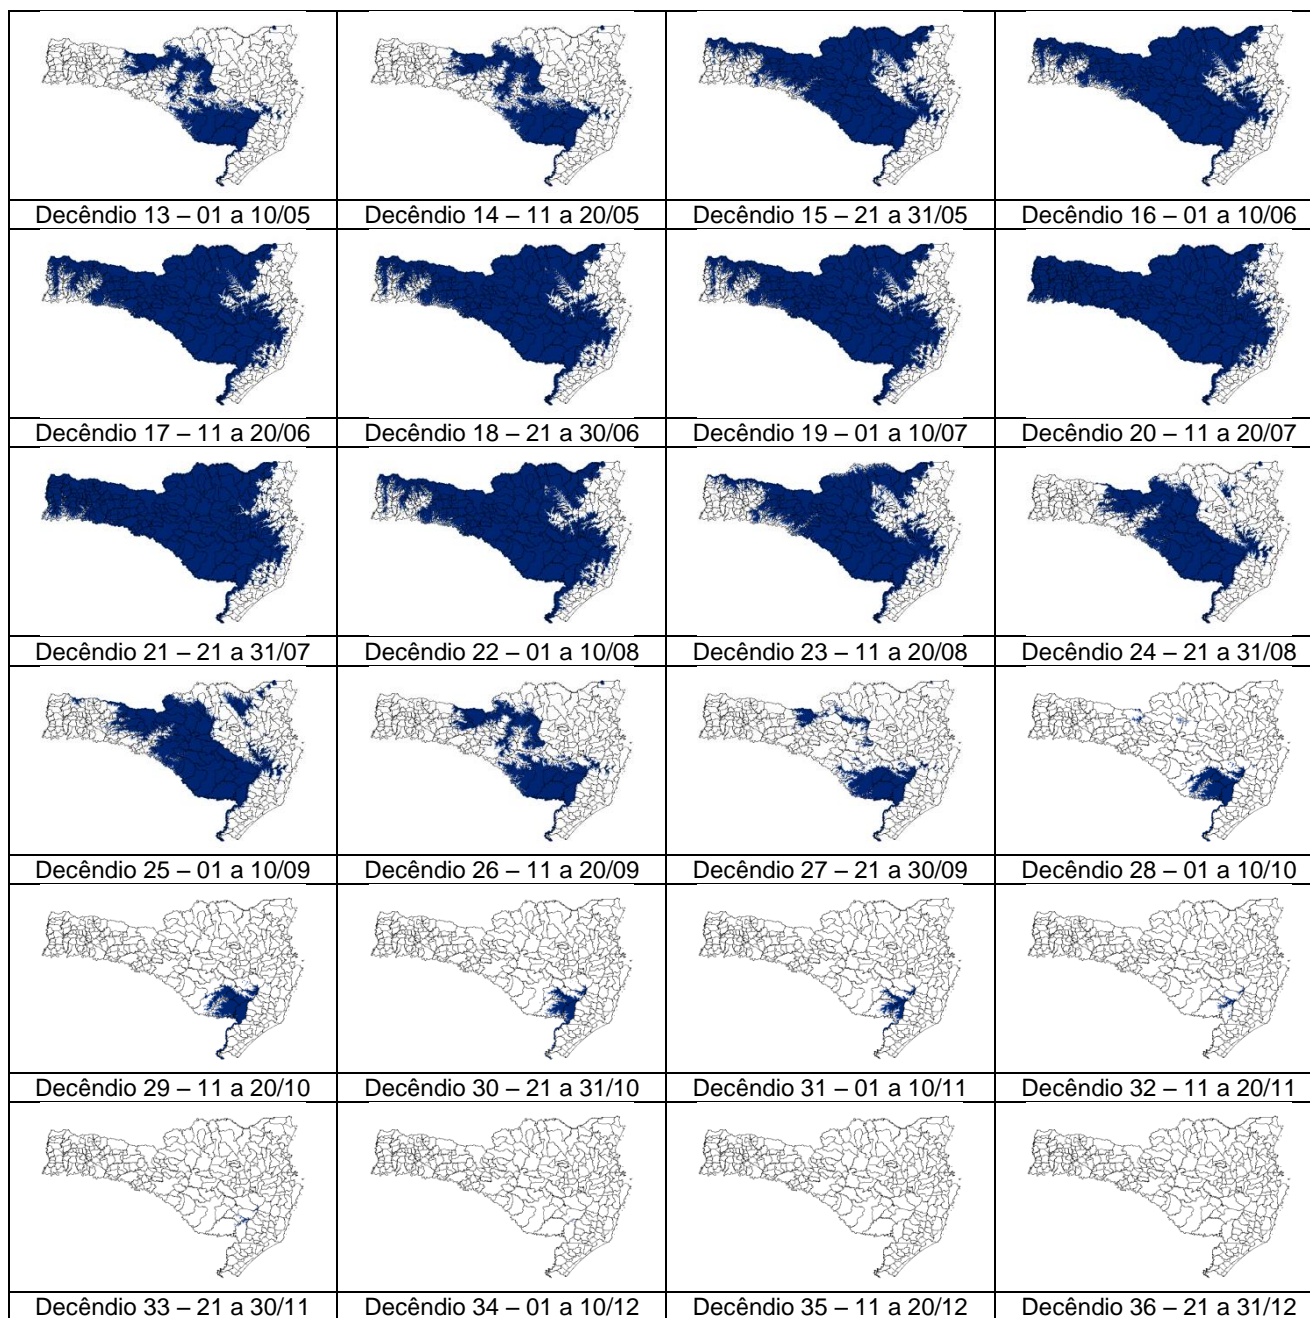 Decêndio 13 – 01 a 10/05
Decêndio 14 – 11 a 20/05
Decêndio 15 – 21 a 31/05
Decêndio 16 – 01 a 10/06
Decêndio 17 – 11 a 20/06
Decêndio 18 – 21 a 30/06
Decêndio 19 – 01 a 10/07
Decêndio 20 – 11 a 20/07
Decêndio 21 – 21 a 31/07
Decêndio 22 – 01 a 10/08
Decêndio 23 – 11 a 20/08
Decêndio 24 – 21 a 31/08
Decêndio 25 – 01 a 10/09
Decêndio 26 – 11 a 20/09
Decêndio 27 – 21 a 30/09
Decêndio 28 – 01 a 10/10
Decêndio 29 – 11 a 20/10
Decêndio 30 – 21 a 31/10
Decêndio 31 – 01 a 10/11
Decêndio 32 – 11 a 20/11
Decêndio 33 – 21 a 30/11
Decêndio 34 – 01 a 10/12
Decêndio 35 – 11 a 20/12
Decêndio 36 – 21 a 31/12